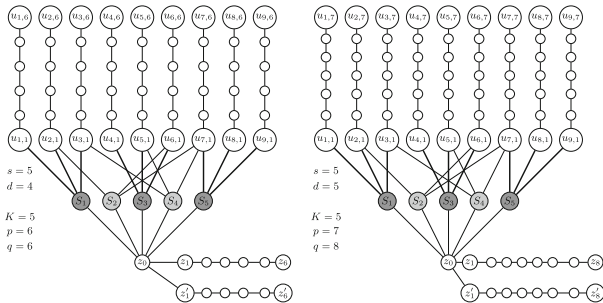 u1,6 u2,6 u3,6 u4,6 u5,6 u6,6 u7,6 u8,6 u9,6
u1,1 u2,1 u3,1 u4,1 u5,1 u6,1 u7,1 u8,1 u9,1
s = 5
d = 4
S1 S2 S3 S4 S5
K = 5
p = 6
q = 6
z0 z1 z6
z′1 z′6
u1,7 u2,7 u3,7 u4,7 u5,7 u6,7 u7,7 u8,7 u9,7
u1,1 u2,1 u3,1 u4,1 u5,1 u6,1 u7,1 u8,1 u9,1
s = 5
d = 5
S1 S2 S3 S4 S5
K = 5
p = 7
q = 8
z0 z1 z8
z′1 z′8